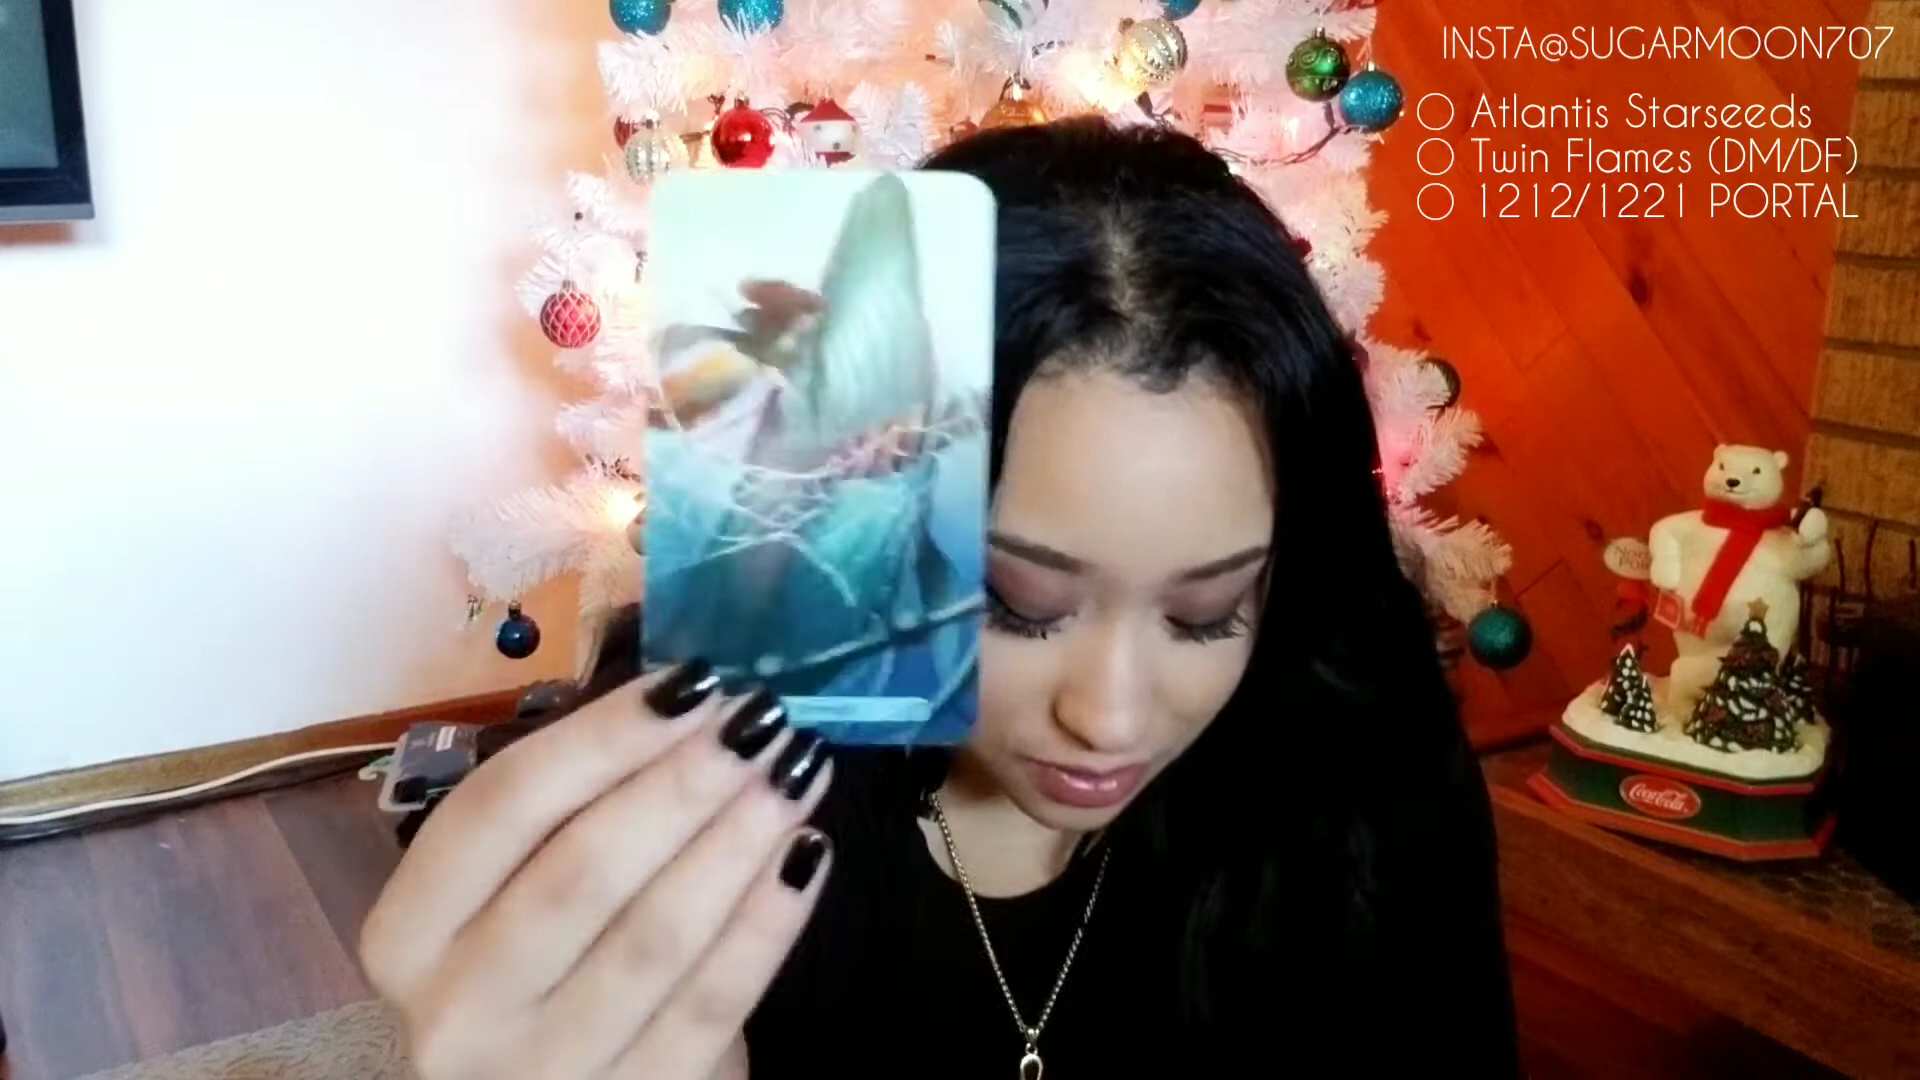 INSTA@SUGARMOON707
Atlantis Starseeds
Twin Flames (DM/DF)
1212/1221 PORTAL
Coca-Cola